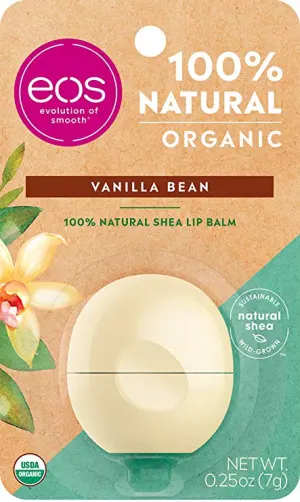 eos
evolution of
smooth®
100%
NATURAL
ORGANIC
VANILLA BEAN
100% NATURAL SHEA LIP BALM
SUSTAINABLE
natural
shea
WILD-GROWN
™
USDA
ORGANIC
NET WT
0.25oz (7g)